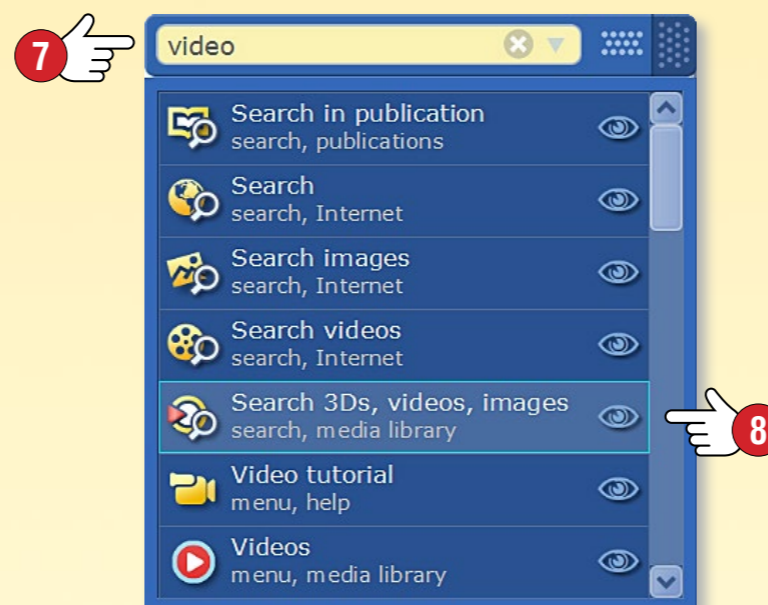 7
video
Search in publication
search, publications
Search
search, Internet
Search images
search, Internet
Search videos
search, Internet
Search 3Ds, videos, images
search, media library
8
Video tutorial
menu, help
Videos
menu, media library